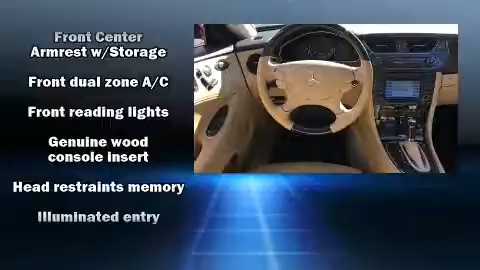 Front Center
Armrest w/Storage
Front dual zone A/C
Front reading lights
Genuine wood
console insert
Head restraints memory
Illuminated entry